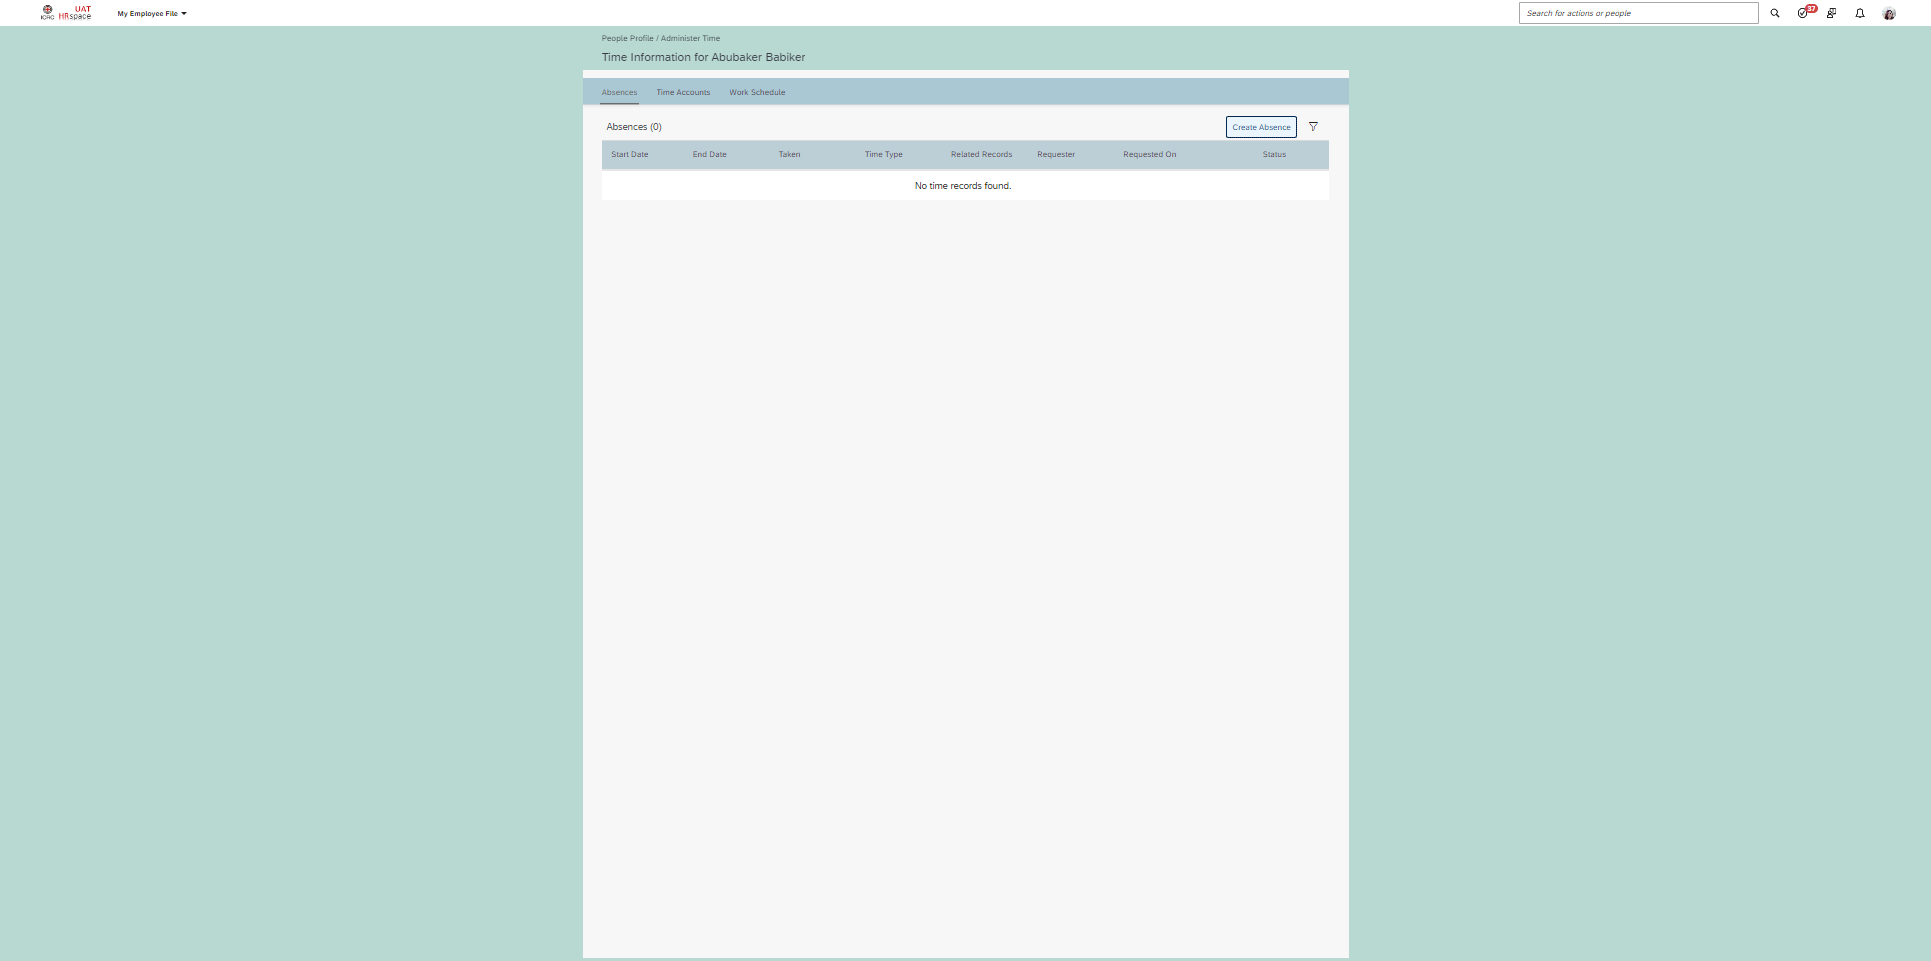 UAT
ICRC HRspace
My Employee File
Search for actions or people
37
People Profile / Administer Time
Time Information for Abubaker Babiker
Absences Time Accounts Work Schedule
Absences (0)
Create Absence
Start Date End Date Taken Time Type Related Records Requester Requested On Status
No time records found.